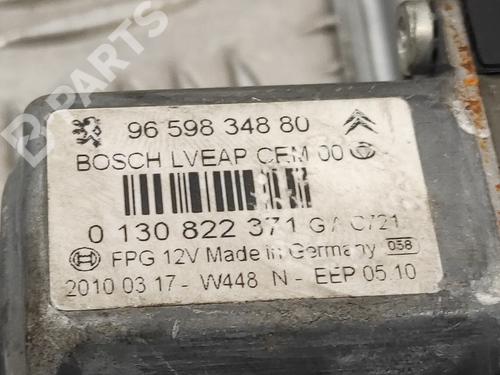 B-PARTS
96 598 348 80
BOSCH LVEAP CEM 00
0 130 822 371 G A C721
FPG 12V Made in Germany 058
2010 03 17 - W448 N - EEP 05.10